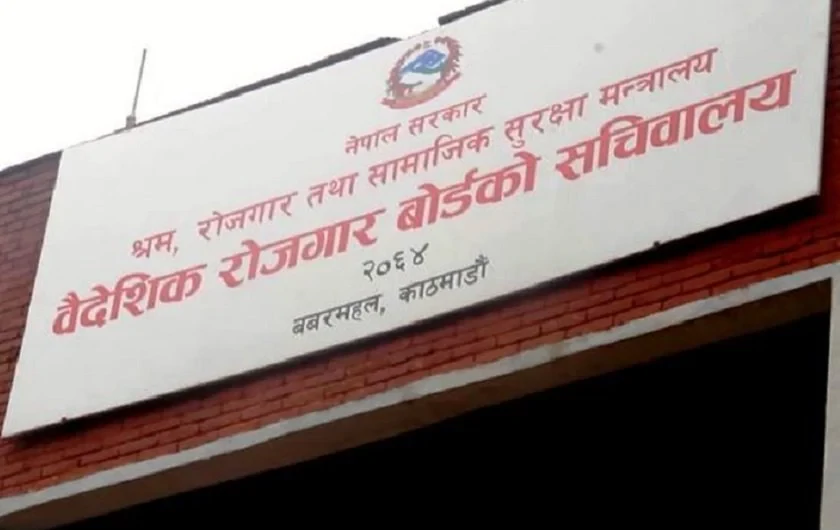 नेपाल सरकार
श्रम, रोजगार तथा सामाजिक सुरक्षा मन्त्रालय
वैदेशिक रोजगार बोर्डको सचिवालय
२०६४
बबरमहल, काठमाडौं